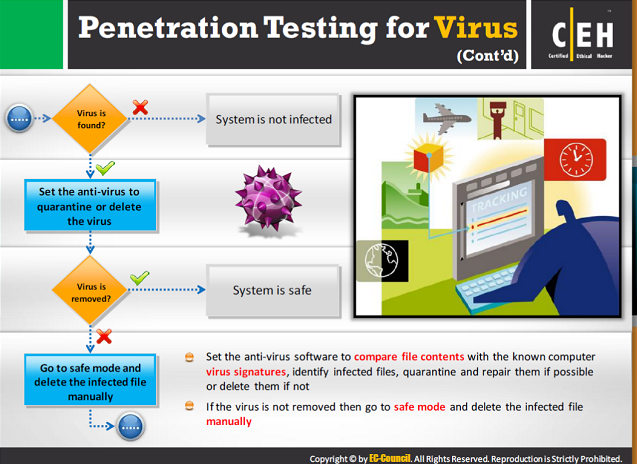 Penetration Testing for Virus
(Cont'd)
CEH
Certified Ethical Hacker
Virus is
found?
System is not infected
Set the anti-virus to
quarantine or delete
the virus
TRACKING
Virus is
removed?
System is safe
Go to safe mode and
delete the infected file
manually
Set the anti-virus software to compare file contents with the known computer
virus signatures, identify infected files, quarantine and repair them if possible
or delete them if not
If the virus is not removed then go to safe mode and delete the infected file
manually
Copyright © by EC-Council. All Rights Reserved. Reproduction is Strictly Prohibited.